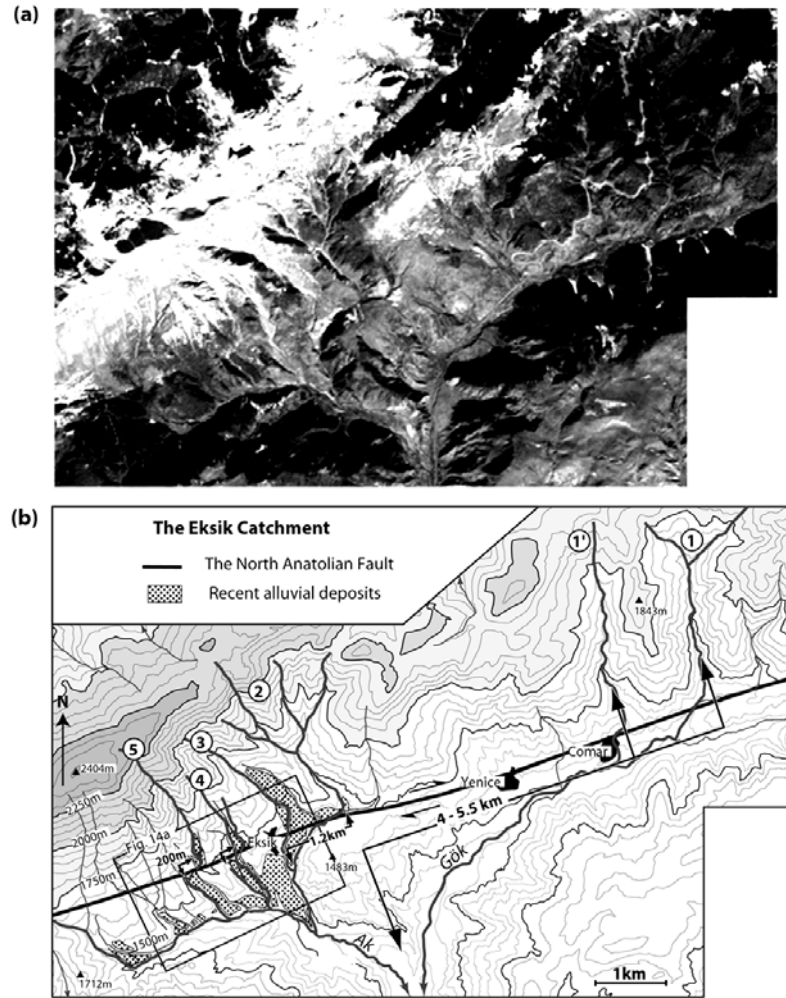 (a)
(b)
The Eksik Catchment
The North Anatolian Fault
Recent alluvial deposits
1'
1
1843m
N
2
5
3
4
2404m
2250m
2000m
1750m
1500m
Fig. 14a
200m
Eksik
1.2km
1483m
Yenice
Comar
4 - 5.5 km
Gök
Ak
1712m
1km